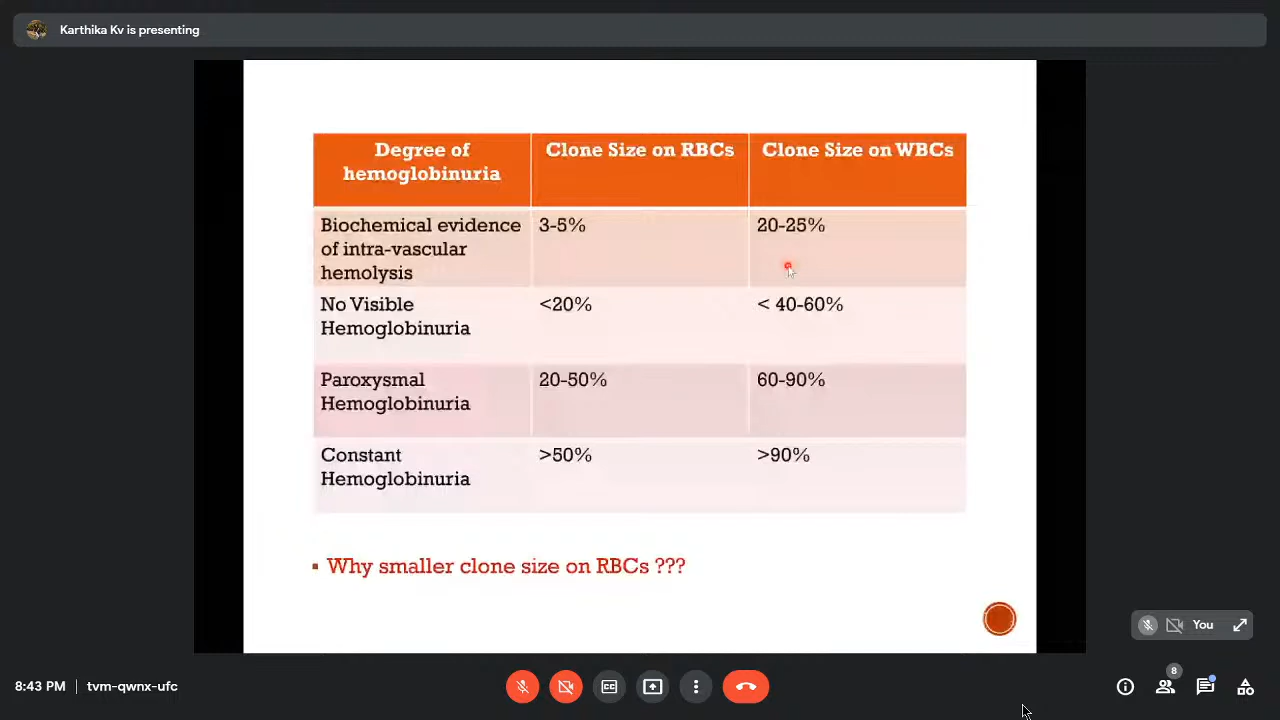 Karthika Kv is presenting
Degree of
hemoglobinuria
Clone Size on RBCs
Clone Size on WBCs
Biochemical evidence
of intra-vascular
hemolysis
3-5%
20-25%
No Visible
Hemoglobinuria
<20%
< 40-60%
Paroxysmal
Hemoglobinuria
20-50%
60-90%
Constant
Hemoglobinuria
>50%
>90%
▪ Why smaller clone size on RBCs ???
You
8:43 PM | tvm-qwnx-ufc
CC
8